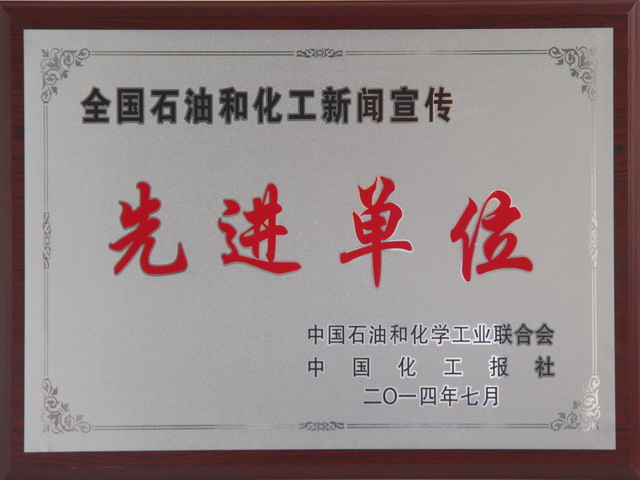 全国石油和化工新闻宣传
先进单位
中国石油和化学工业联合会
中国化工报社
二〇一四年七月